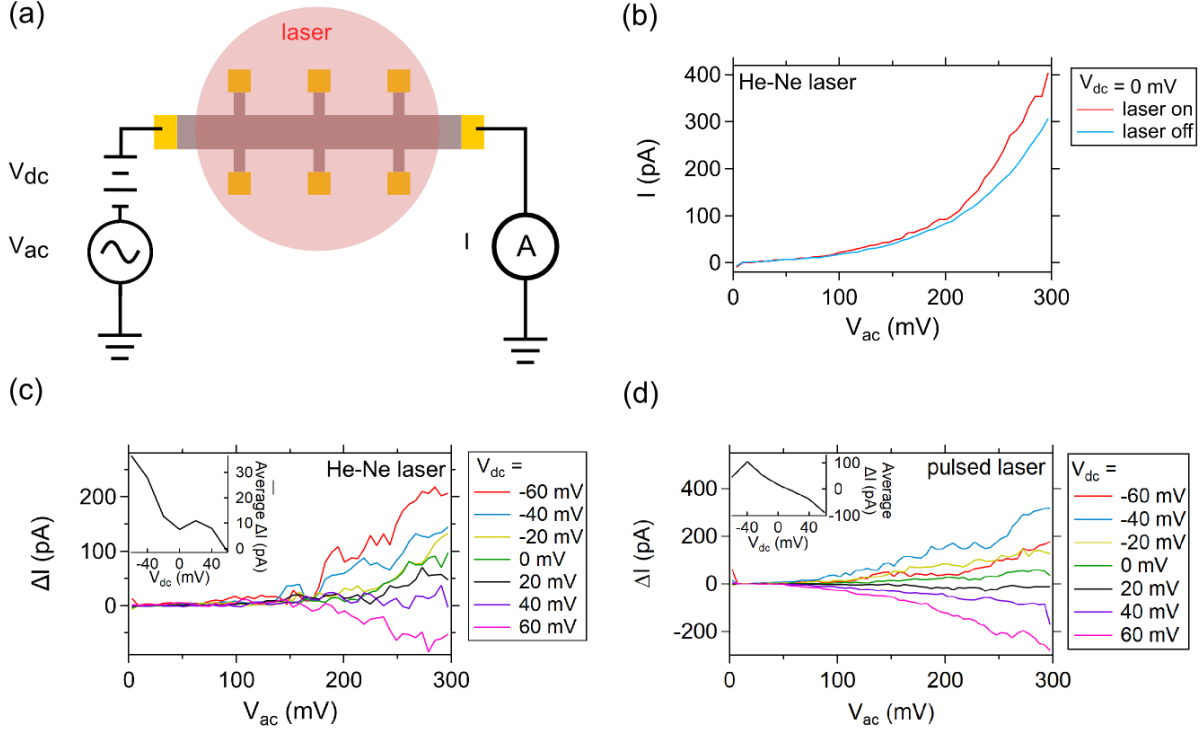 (a)
laser
V_dc
V_ac
I
A
(b)
He-Ne laser
400
300
200
100
0
I (pA)
0
100
200
300
V_ac (mV)
V_dc = 0 mV
laser on
laser off
(c)
He-Ne laser
200
100
0
ΔI (pA)
0
100
200
300
V_ac (mV)
30
20
10
0
Average
ΔI (pA)
-40
0
40
V_dc (mV)
V_dc =
-60 mV
-40 mV
-20 mV
0 mV
20 mV
40 mV
60 mV
(d)
pulsed laser
400
200
0
-200
ΔI (pA)
0
100
200
300
V_ac (mV)
100
0
-100
Average
ΔI (pA)
-40
0
40
V_dc (mV)
V_dc =
-60 mV
-40 mV
-20 mV
0 mV
20 mV
40 mV
60 mV